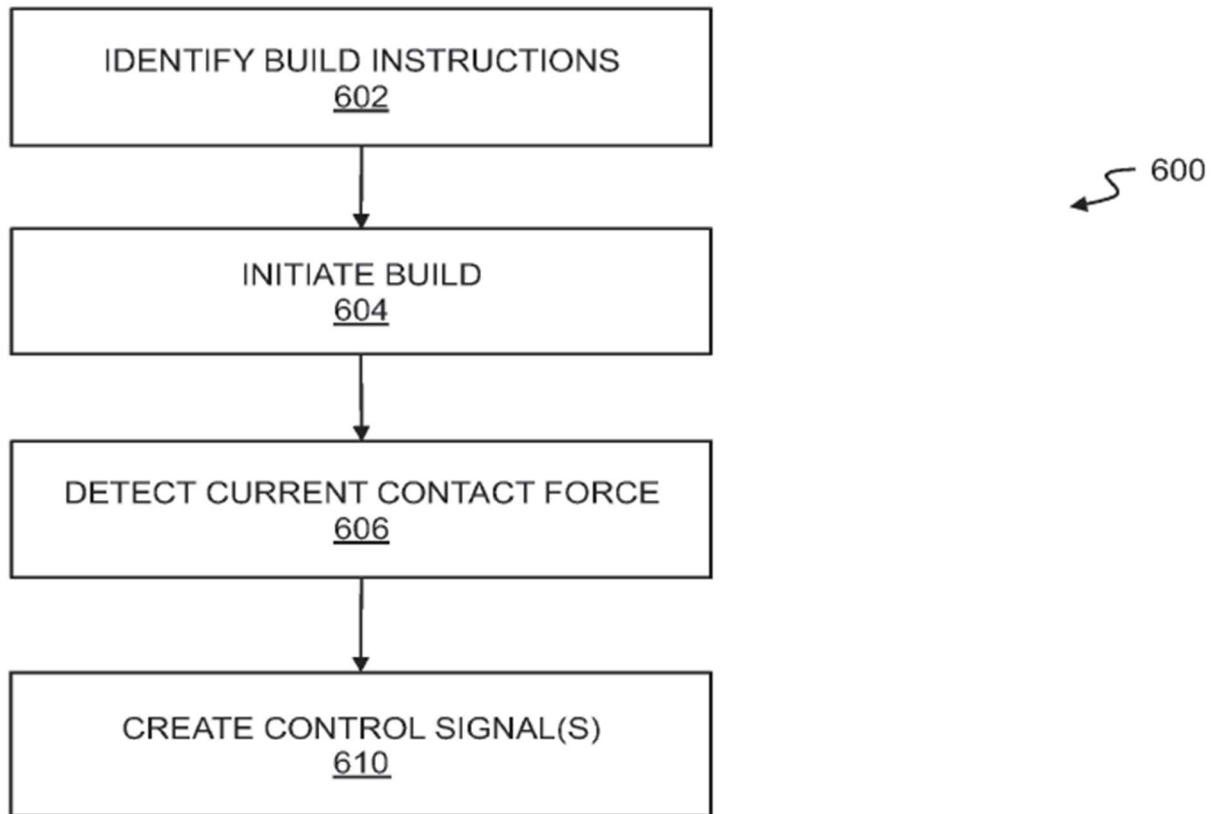 IDENTIFY BUILD INSTRUCTIONS
602
600
INITIATE BUILD
604
DETECT CURRENT CONTACT FORCE
606
CREATE CONTROL SIGNAL(S)
610